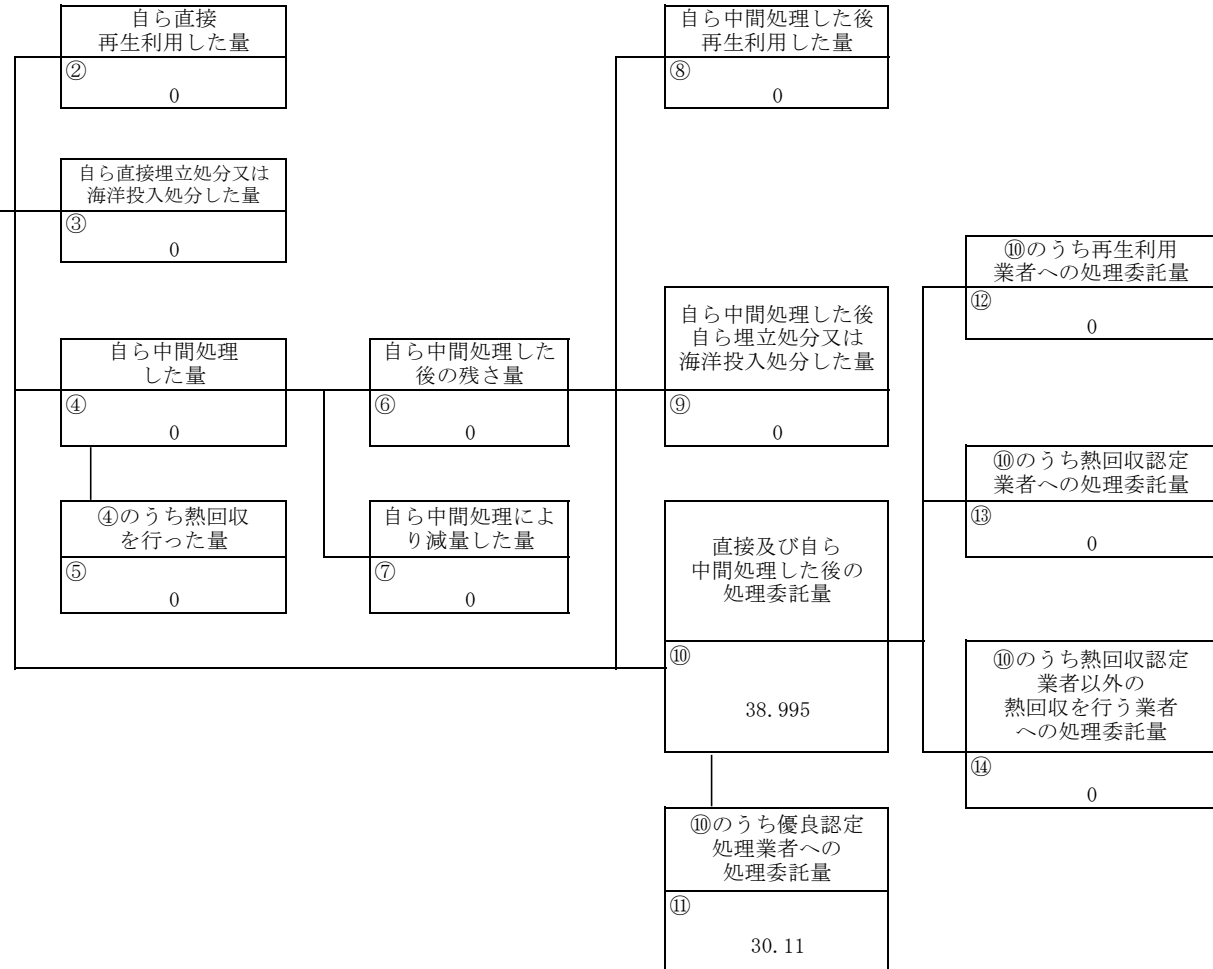 自ら直接
再生利用した量
②
0
自ら中間処理した後
再生利用した量
⑧
0
自ら直接埋立処分又は
海洋投入処分した量
③
0
⑩のうち再生利用
業者への処理委託量
⑫
0
自ら中間処理した後
自ら埋立処分又は
海洋投入処分した量
⑨
0
自ら中間処理
した量
④
0
自ら中間処理した
後の残さ量
⑥
0
⑩のうち熱回収認定
業者への処理委託量
⑬
0
④のうち熱回収
を行った量
⑤
0
自ら中間処理によ
り減量した量
⑦
0
直接及び自ら
中間処理した後の
処理委託量
⑩
38.995
⑩のうち熱回収認定
業者以外の
熱回収を行う業者
への処理委託量
⑭
0
⑩のうち優良認定
処理業者への
処理委託量
⑪
30.11